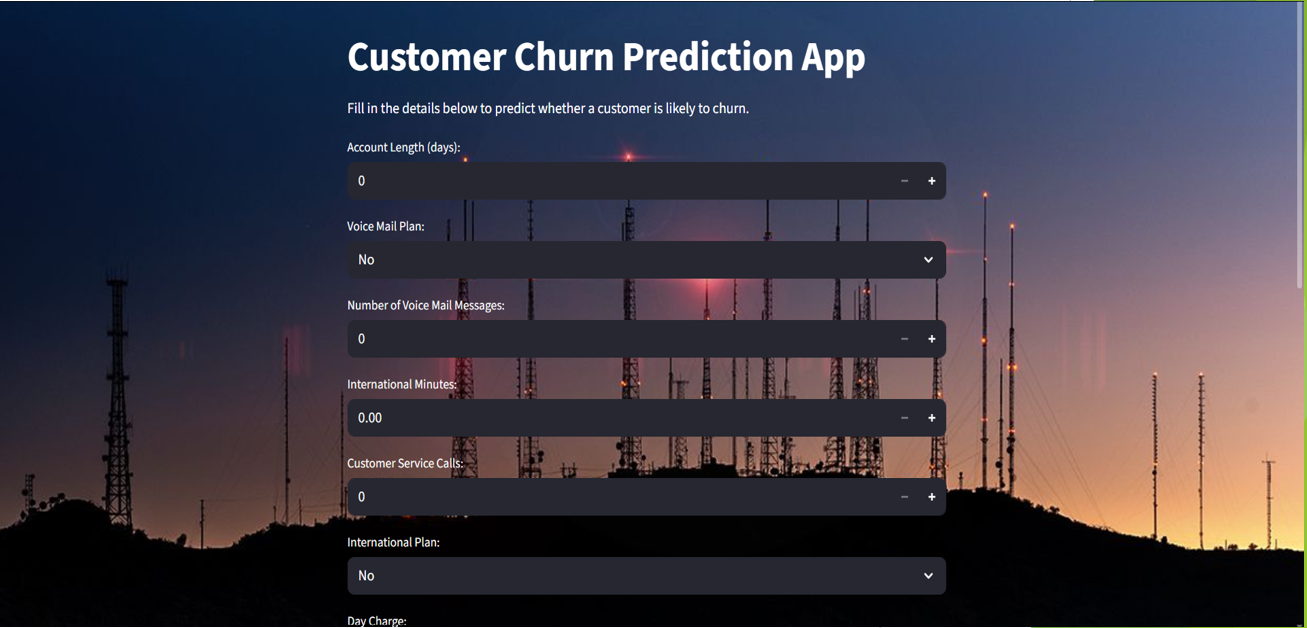 Customer Churn Prediction App
Fill in the details below to predict whether a customer is likely to churn.
Account Length (days):
0
Voice Mail Plan:
No
Number of Voice Mail Messages:
0
International Minutes:
0.00
Customer Service Calls:
0
International Plan:
No
Day Charge: